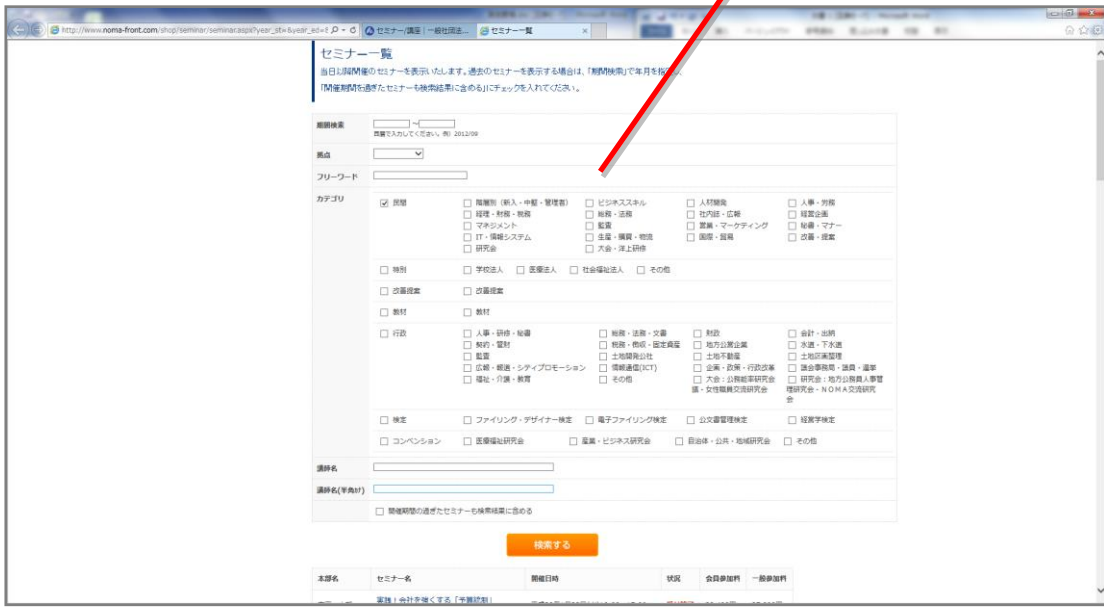 http://www.noma-front.com/shop/seminar/seminar.aspx?year_st=&year_ed=&
セミナー/講座 | 一般社団法...
セミナー一覧
セミナー一覧
当日以降開催のセミナーを表示いたします。過去のセミナーを表示する場合は、「期間検索」で年月を指定し、
「開催期間を過ぎたセミナーも検索結果に含める」にチェックを入れてください。
期間検索 ～
西暦で入力してください。例) 2012/08
拠点
フリーワード
カテゴリ
民間 階層別（新入・中堅・管理者） ビジネススキル 人材開発 人事・労務
経理・財務・税務 総務・法務 社内誌・広報 経営企画
マネジメント 監査 営業・マーケティング 秘書・マナー
IT・情報システム 生産・購買・物流 国際・貿易 改善・提案
研究会 大会・洋上研修
特別 学校法人 医療法人 社会福祉法人 その他
改善提案 改善提案
教材 教材
行政 人事・研修・秘書 総務・法務・文書 財政 会計・出納
契約・管財 税務・徴収・固定資産 地方公営企業 水道・下水道
監査 土地開発公社 土地不動産 土地区画整理
広報・報道・シティプロモーション 情報通信(ICT) 企画・政策・行政改革 議会事務局・議員・選挙
福祉・介護・教育 その他 大会：公務能率研究会議・女性職員交流研究会 研究会：地方公務員人事管理研究会・NOMA交流研究会
検定 ファイリング・デザイナー検定 電子ファイリング検定 公文書管理検定 経営学検定
コンベンション 医療福祉研究会 産業・ビジネス研究会 自治体・公共・地域研究会 その他
講師名
講師名(半角ｶﾅ)
開催期間の過ぎたセミナーも検索結果に含める
検索する
本部名 セミナー名 開催日時 状況 会員参加料 一般参加料
実践！会社を強くする「予算統制」